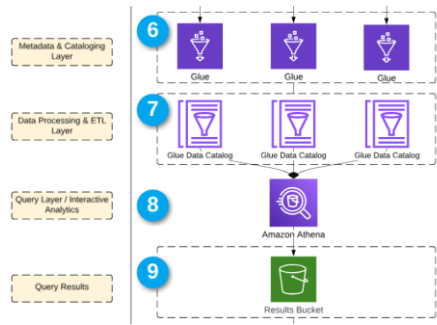 6
Metadata & Cataloging
Layer
Glue
Glue
Glue
7
Data Processing & ETL
Layer
Glue Data Catalog
Glue Data Catalog
Glue Data Catalog
8
Query Layer / Interactive
Analytics
Amazon Athena
9
Query Results
Results Bucket